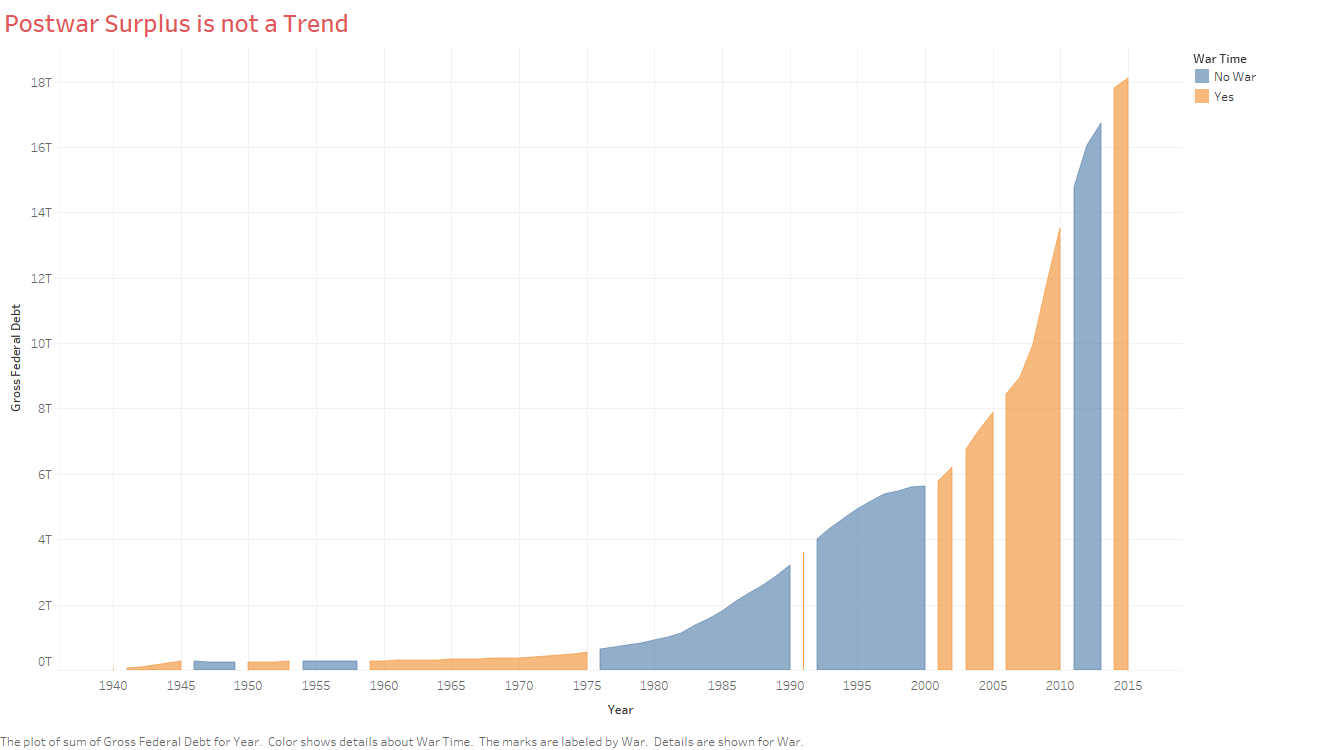 Postwar Surplus is not a Trend
War Time
No War
Yes
18T
16T
14T
12T
10T
8T
6T
4T
2T
0T
Gross Federal Debt
1940 1945 1950 1955 1960 1965 1970 1975 1980 1985 1990 1995 2000 2005 2010 2015
Year
The plot of sum of Gross Federal Debt for Year. Color shows details about War Time. The marks are labeled by War. Details are shown for War.